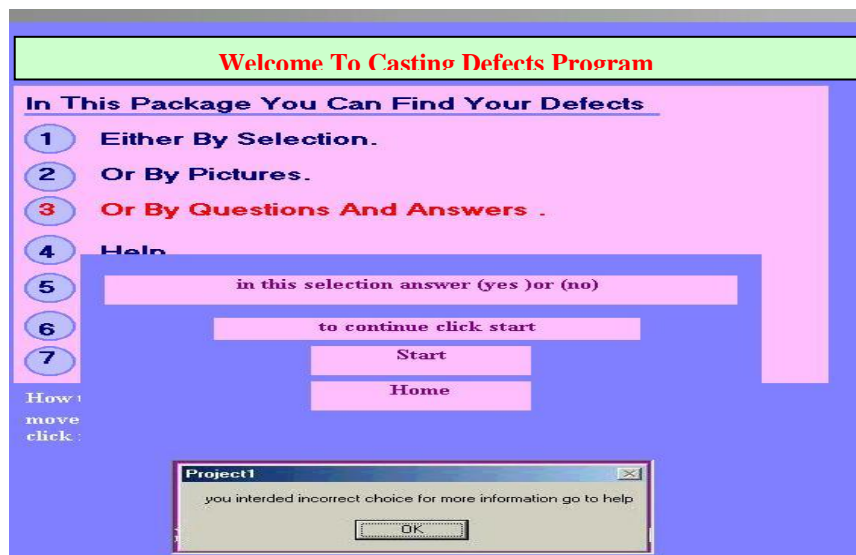 Welcome To Casting Defects Program
In This Package You Can Find Your Defects
1 Either By Selection.
2 Or By Pictures.
3 Or By Questions And Answers .
4 Help
5
6
7
in this selection answer (yes )or (no)
to continue click start
Start
Home
How
move
click
Project1
you interded incorrect choice for more information go to help
OK